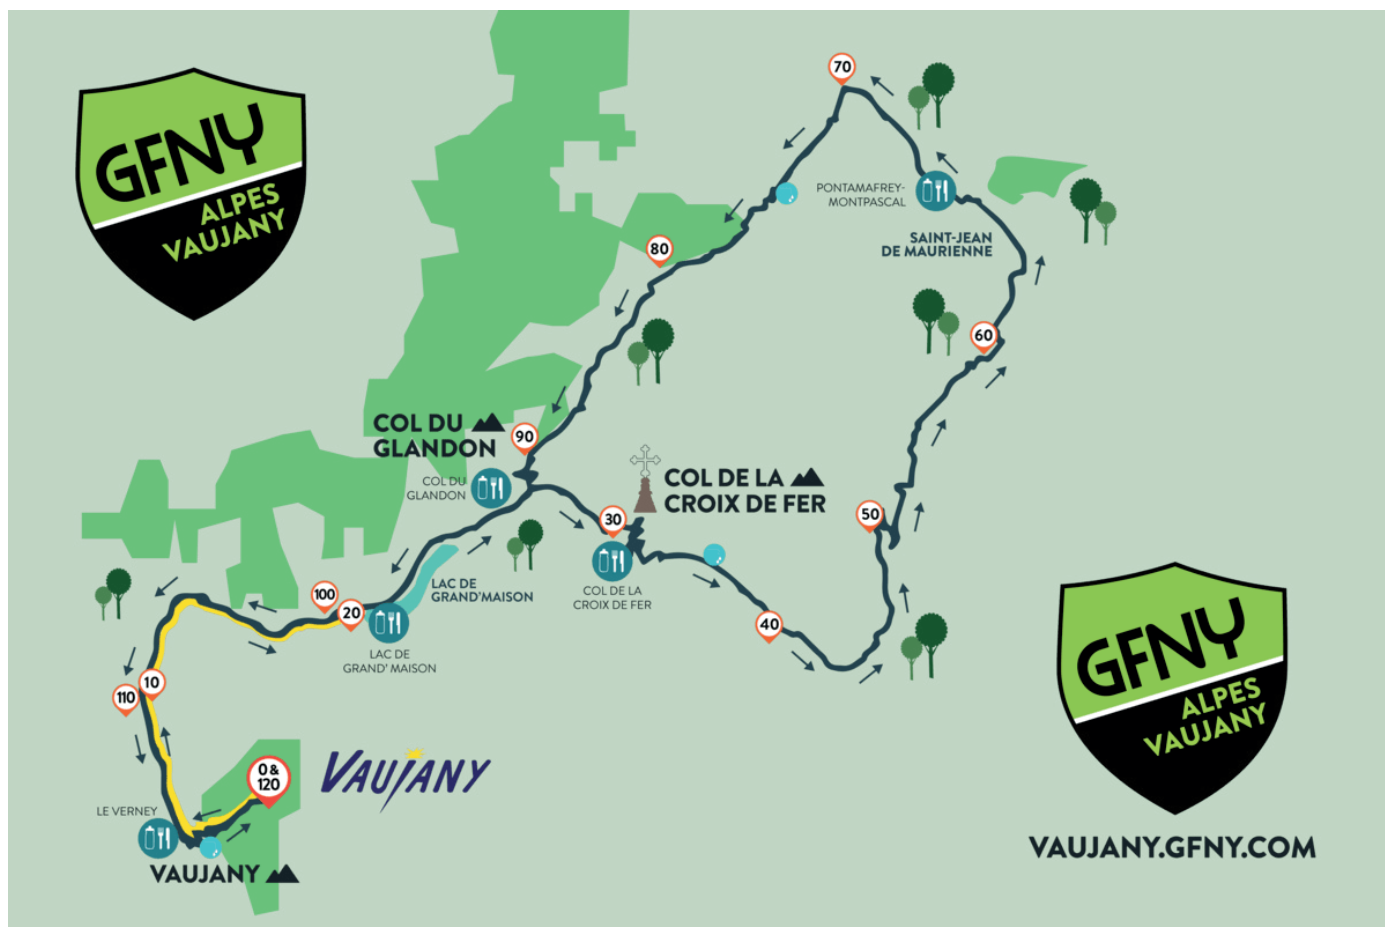 GFNY
ALPES
VAUJANY
70
PONTAMAFREY-
MONTPASCAL
SAINT-JEAN
DE MAURIENNE
80
60
COL DU
GLANDON
90
COL DU
GLANDON
COL DE LA
CROIX DE FER
30
50
COL DE LA
CROIX DE FER
LAC DE
GRAND'MAISON
100
20
40
LAC DE
GRAND' MAISON
110
10
0 &
120
VAUJANY
LE VERNEY
VAUJANY
GFNY
ALPES
VAUJANY
VAUJANY.GFNY.COM